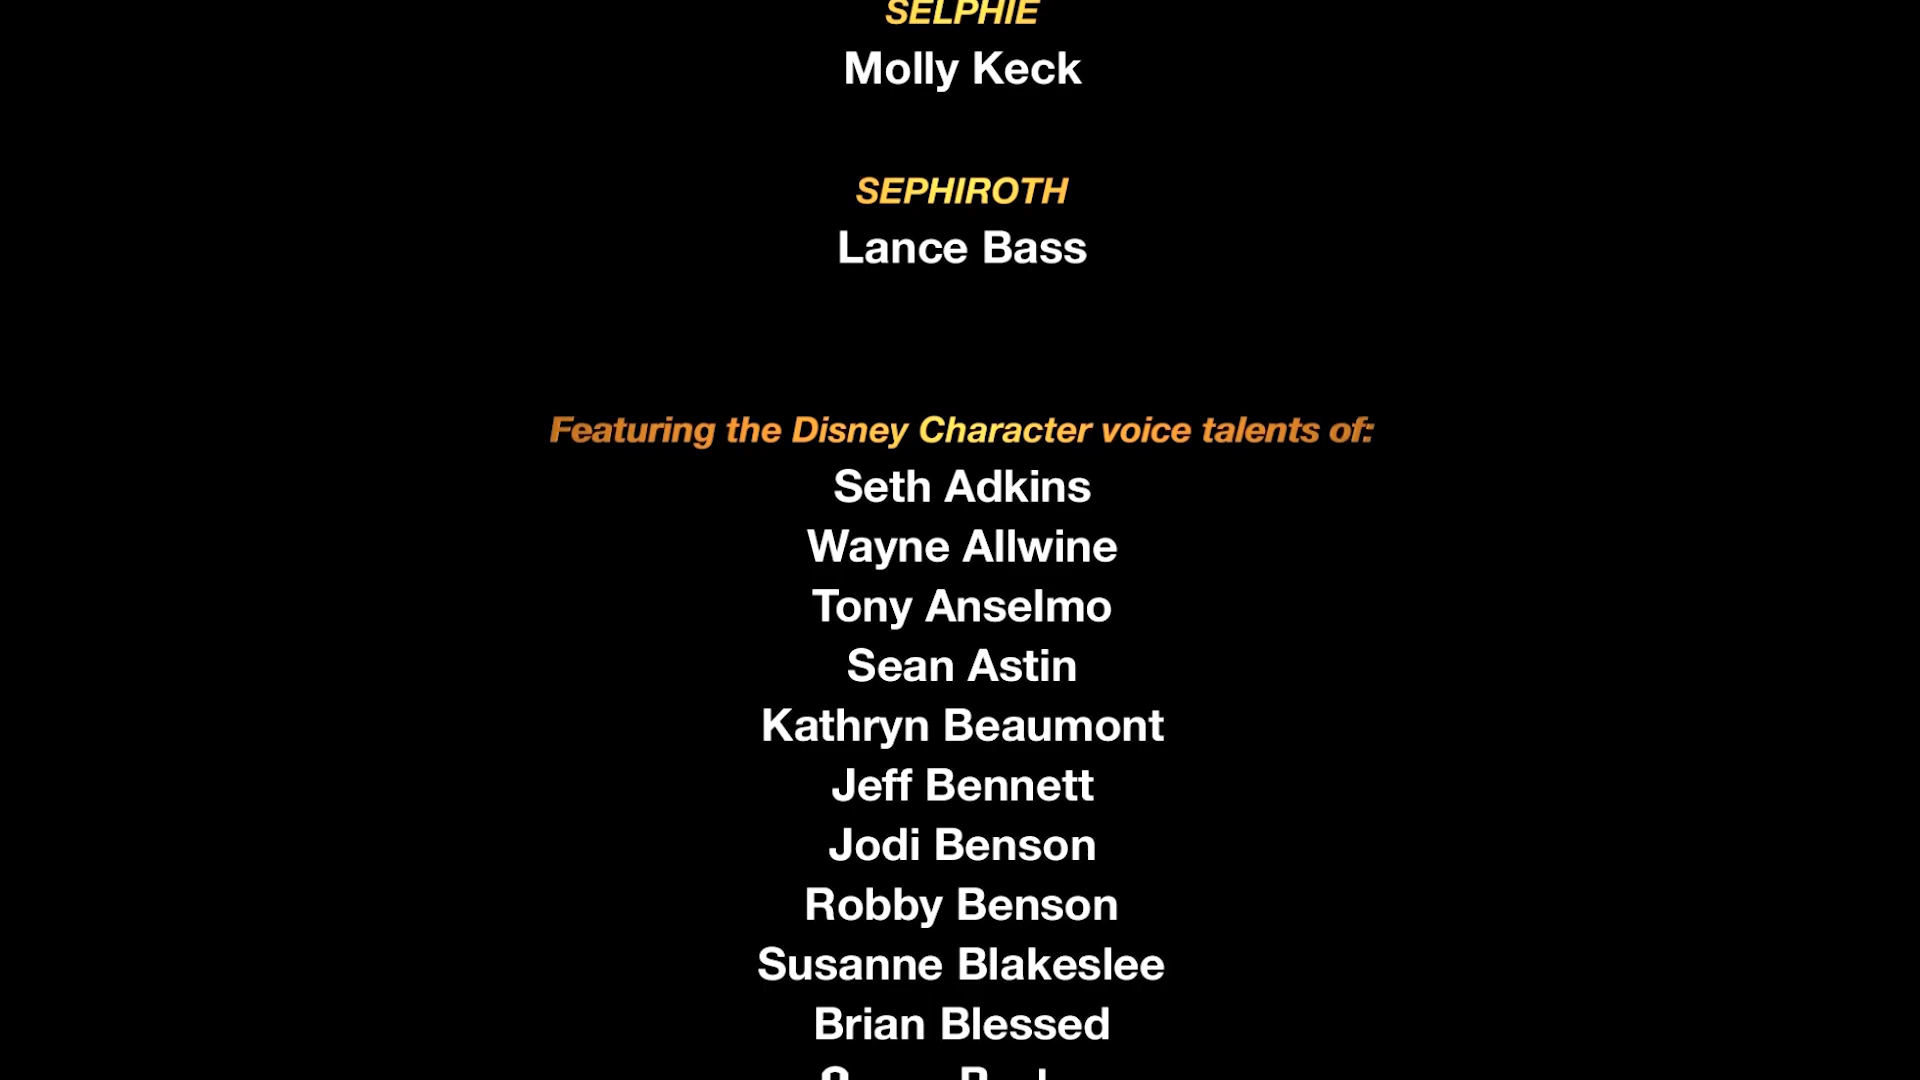 SELPHIE
Molly Keck
SEPHIROTH
Lance Bass
Featuring the Disney Character voice talents of:
Seth Adkins
Wayne Allwine
Tony Anselmo
Sean Astin
Kathryn Beaumont
Jeff Bennett
Jodi Benson
Robby Benson
Susanne Blakeslee
Brian Blessed